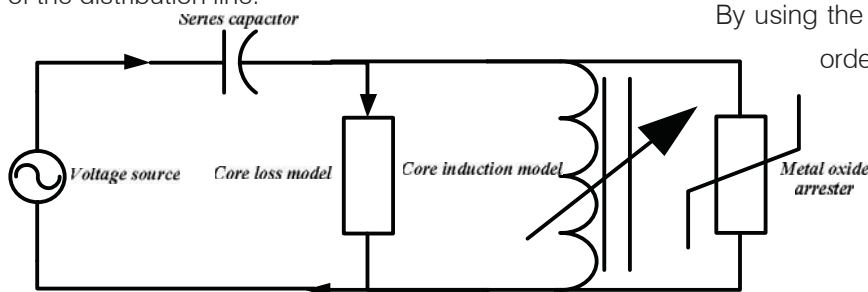 of the distribution line.
Series capacitor
By using the
orde
Voltage source
Core loss model
Core induction model
Metal oxide
arrester